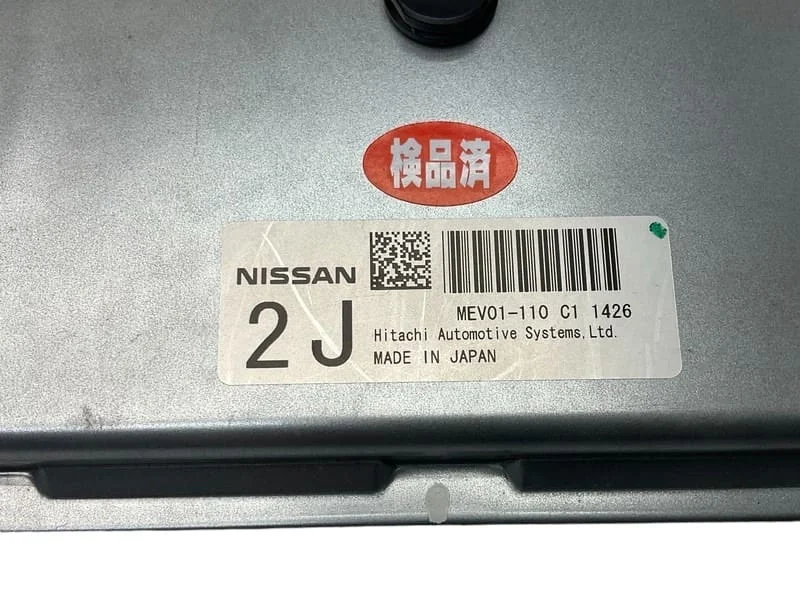 検品済
NISSAN
2J
MEV01-110 C1 1426
Hitachi Automotive Systems,Ltd.
MADE IN JAPAN